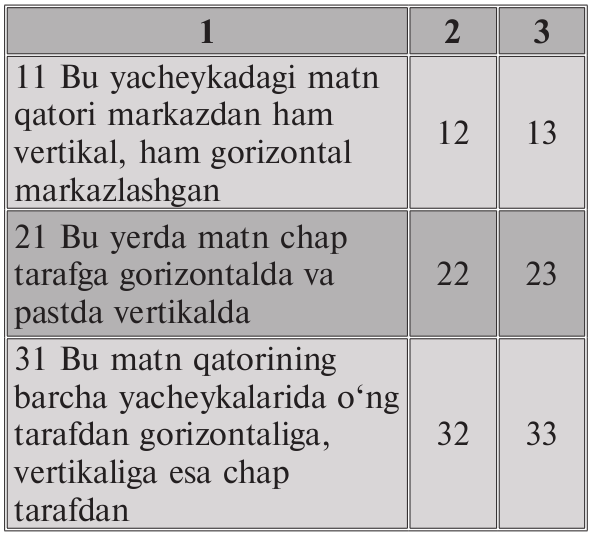 1 2 3
11 Bu yacheykadagi matn
qatori markazdan ham
vertikal, ham gorizontal
markazlashgan
12 13
21 Bu yerda matn chap
tarafga gorizontalda va
pastda vertikalda
22 23
31 Bu matn qatorining
barcha yacheykalarida o‘ng
tarafdan gorizontaliga,
vertikaliga esa chap
tarafdan
32 33